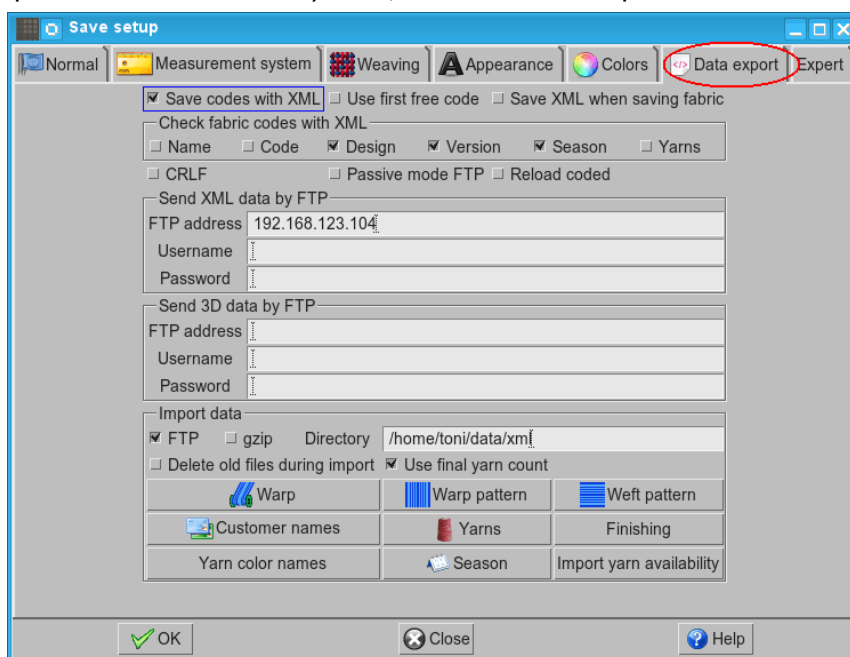 Save setup
Normal Measurement system Weaving Appearance Colors Data export Expert
Save codes with XML Use first free code Save XML when saving fabric
Check fabric codes with XML
Name Code Design Version Season Yarns
CRLF Passive mode FTP Reload coded
Send XML data by FTP
FTP address 192.168.123.104
Username
Password
Send 3D data by FTP
FTP address
Username
Password
Import data
FTP gzip Directory /home/toni/data/xml
Delete old files during import Use final yarn count
Warp Warp pattern Weft pattern
Customer names Yarns Finishing
Yarn color names Season Import yarn availability
OK Close Help